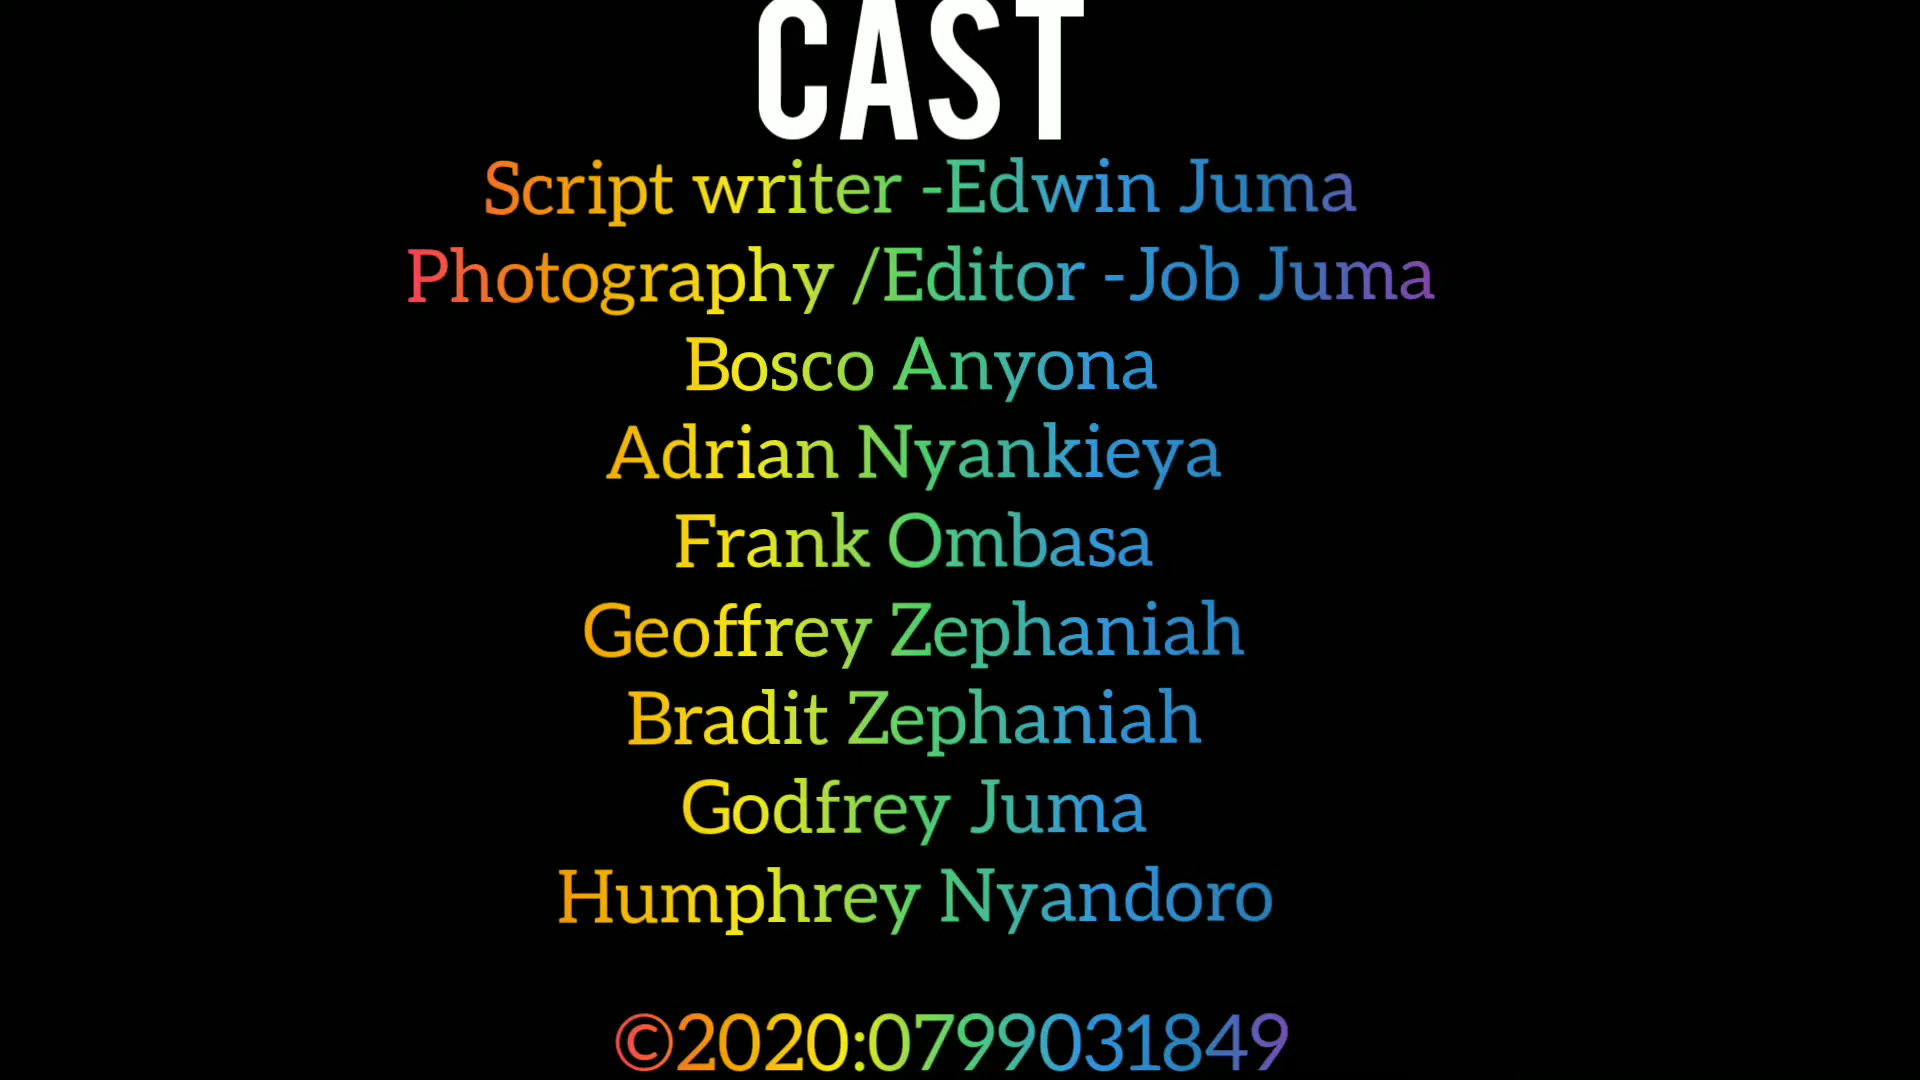 CAST
Script writer -Edwin Juma
Photography /Editor -Job Juma
Bosco Anyona
Adrian Nyankieya
Frank Ombasa
Geoffrey Zephaniah
Bradit Zephaniah
Godfrey Juma
Humphrey Nyandoro
©2020:0799031849